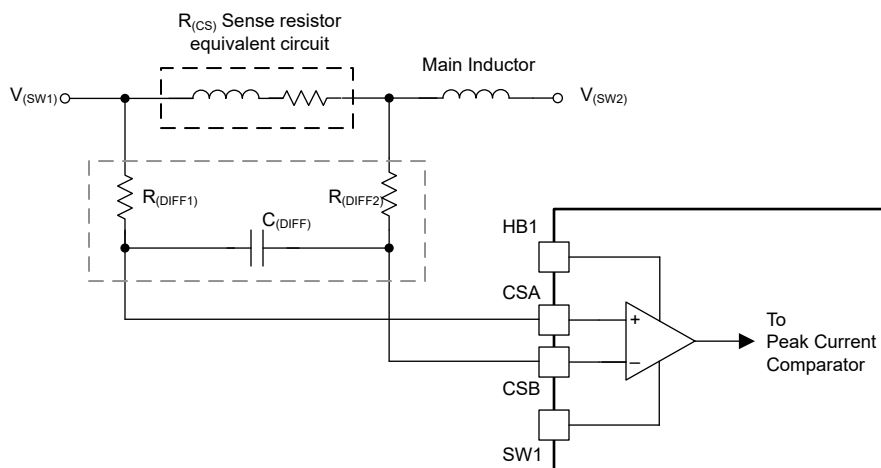 R(CS) Sense resistor
equivalent circuit
Main Inductor
V(SW1)
V(SW2)
R(DIFF1)
R(DIFF2)
C(DIFF)
HB1
CSA
+
To
Peak Current
Comparator
–
CSB
SW1